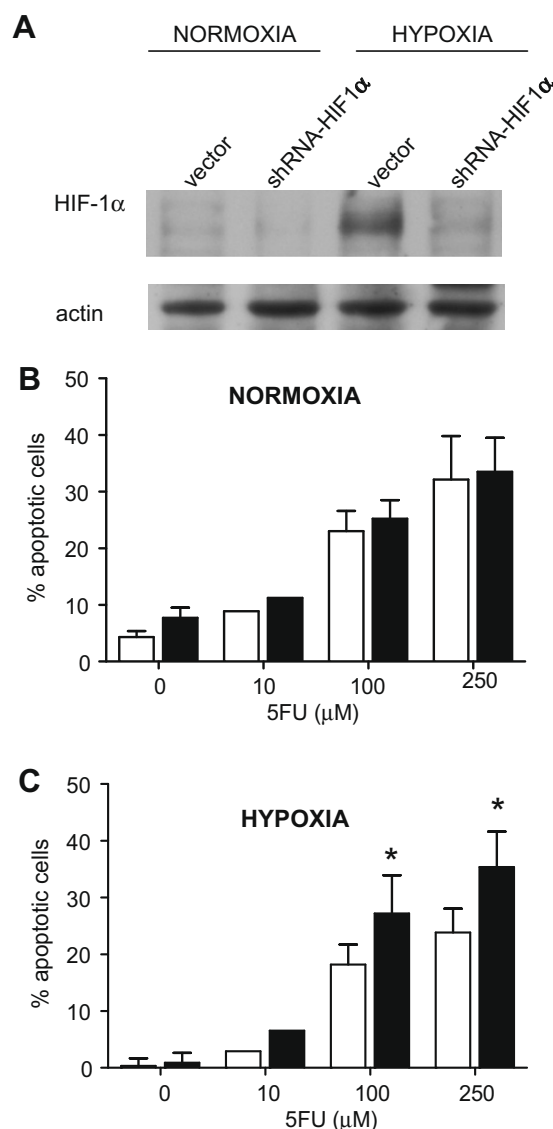 A
NORMOXIA HYPOXIA
vector shRNA-HIF1α vector shRNA-HIF1α
HIF-1α
actin
B
NORMOXIA
% apoptotic cells
50
40
30
20
10
0
0 10 100 250
5FU (μM)
C
HYPOXIA
% apoptotic cells
50
40
30
20
10
0
* *
0 10 100 250
5FU (μM)